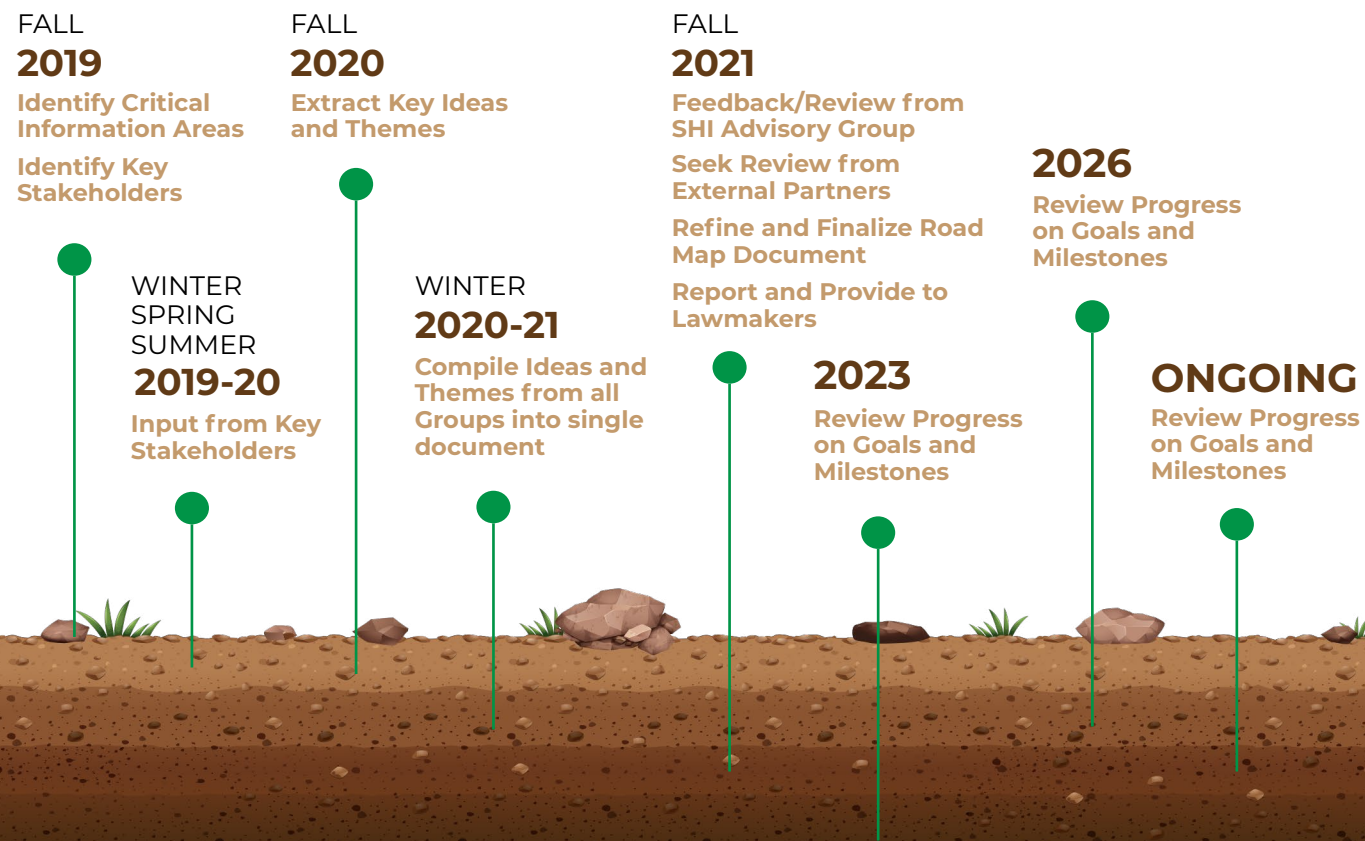 FALL
2019
Identify Critical
Information Areas
Identify Key
Stakeholders
WINTER
SPRING
SUMMER
2019-20
Input from Key
Stakeholders
FALL
2020
Extract Key Ideas
and Themes
WINTER
2020-21
Compile Ideas and
Themes from all
Groups into single
document
FALL
2021
Feedback/Review from
SHI Advisory Group
Seek Review from
External Partners
Refine and Finalize Road
Map Document
Report and Provide to
Lawmakers
2023
Review Progress
on Goals and
Milestones
2026
Review Progress
on Goals and
Milestones
ONGOING
Review Progress
on Goals and
Milestones